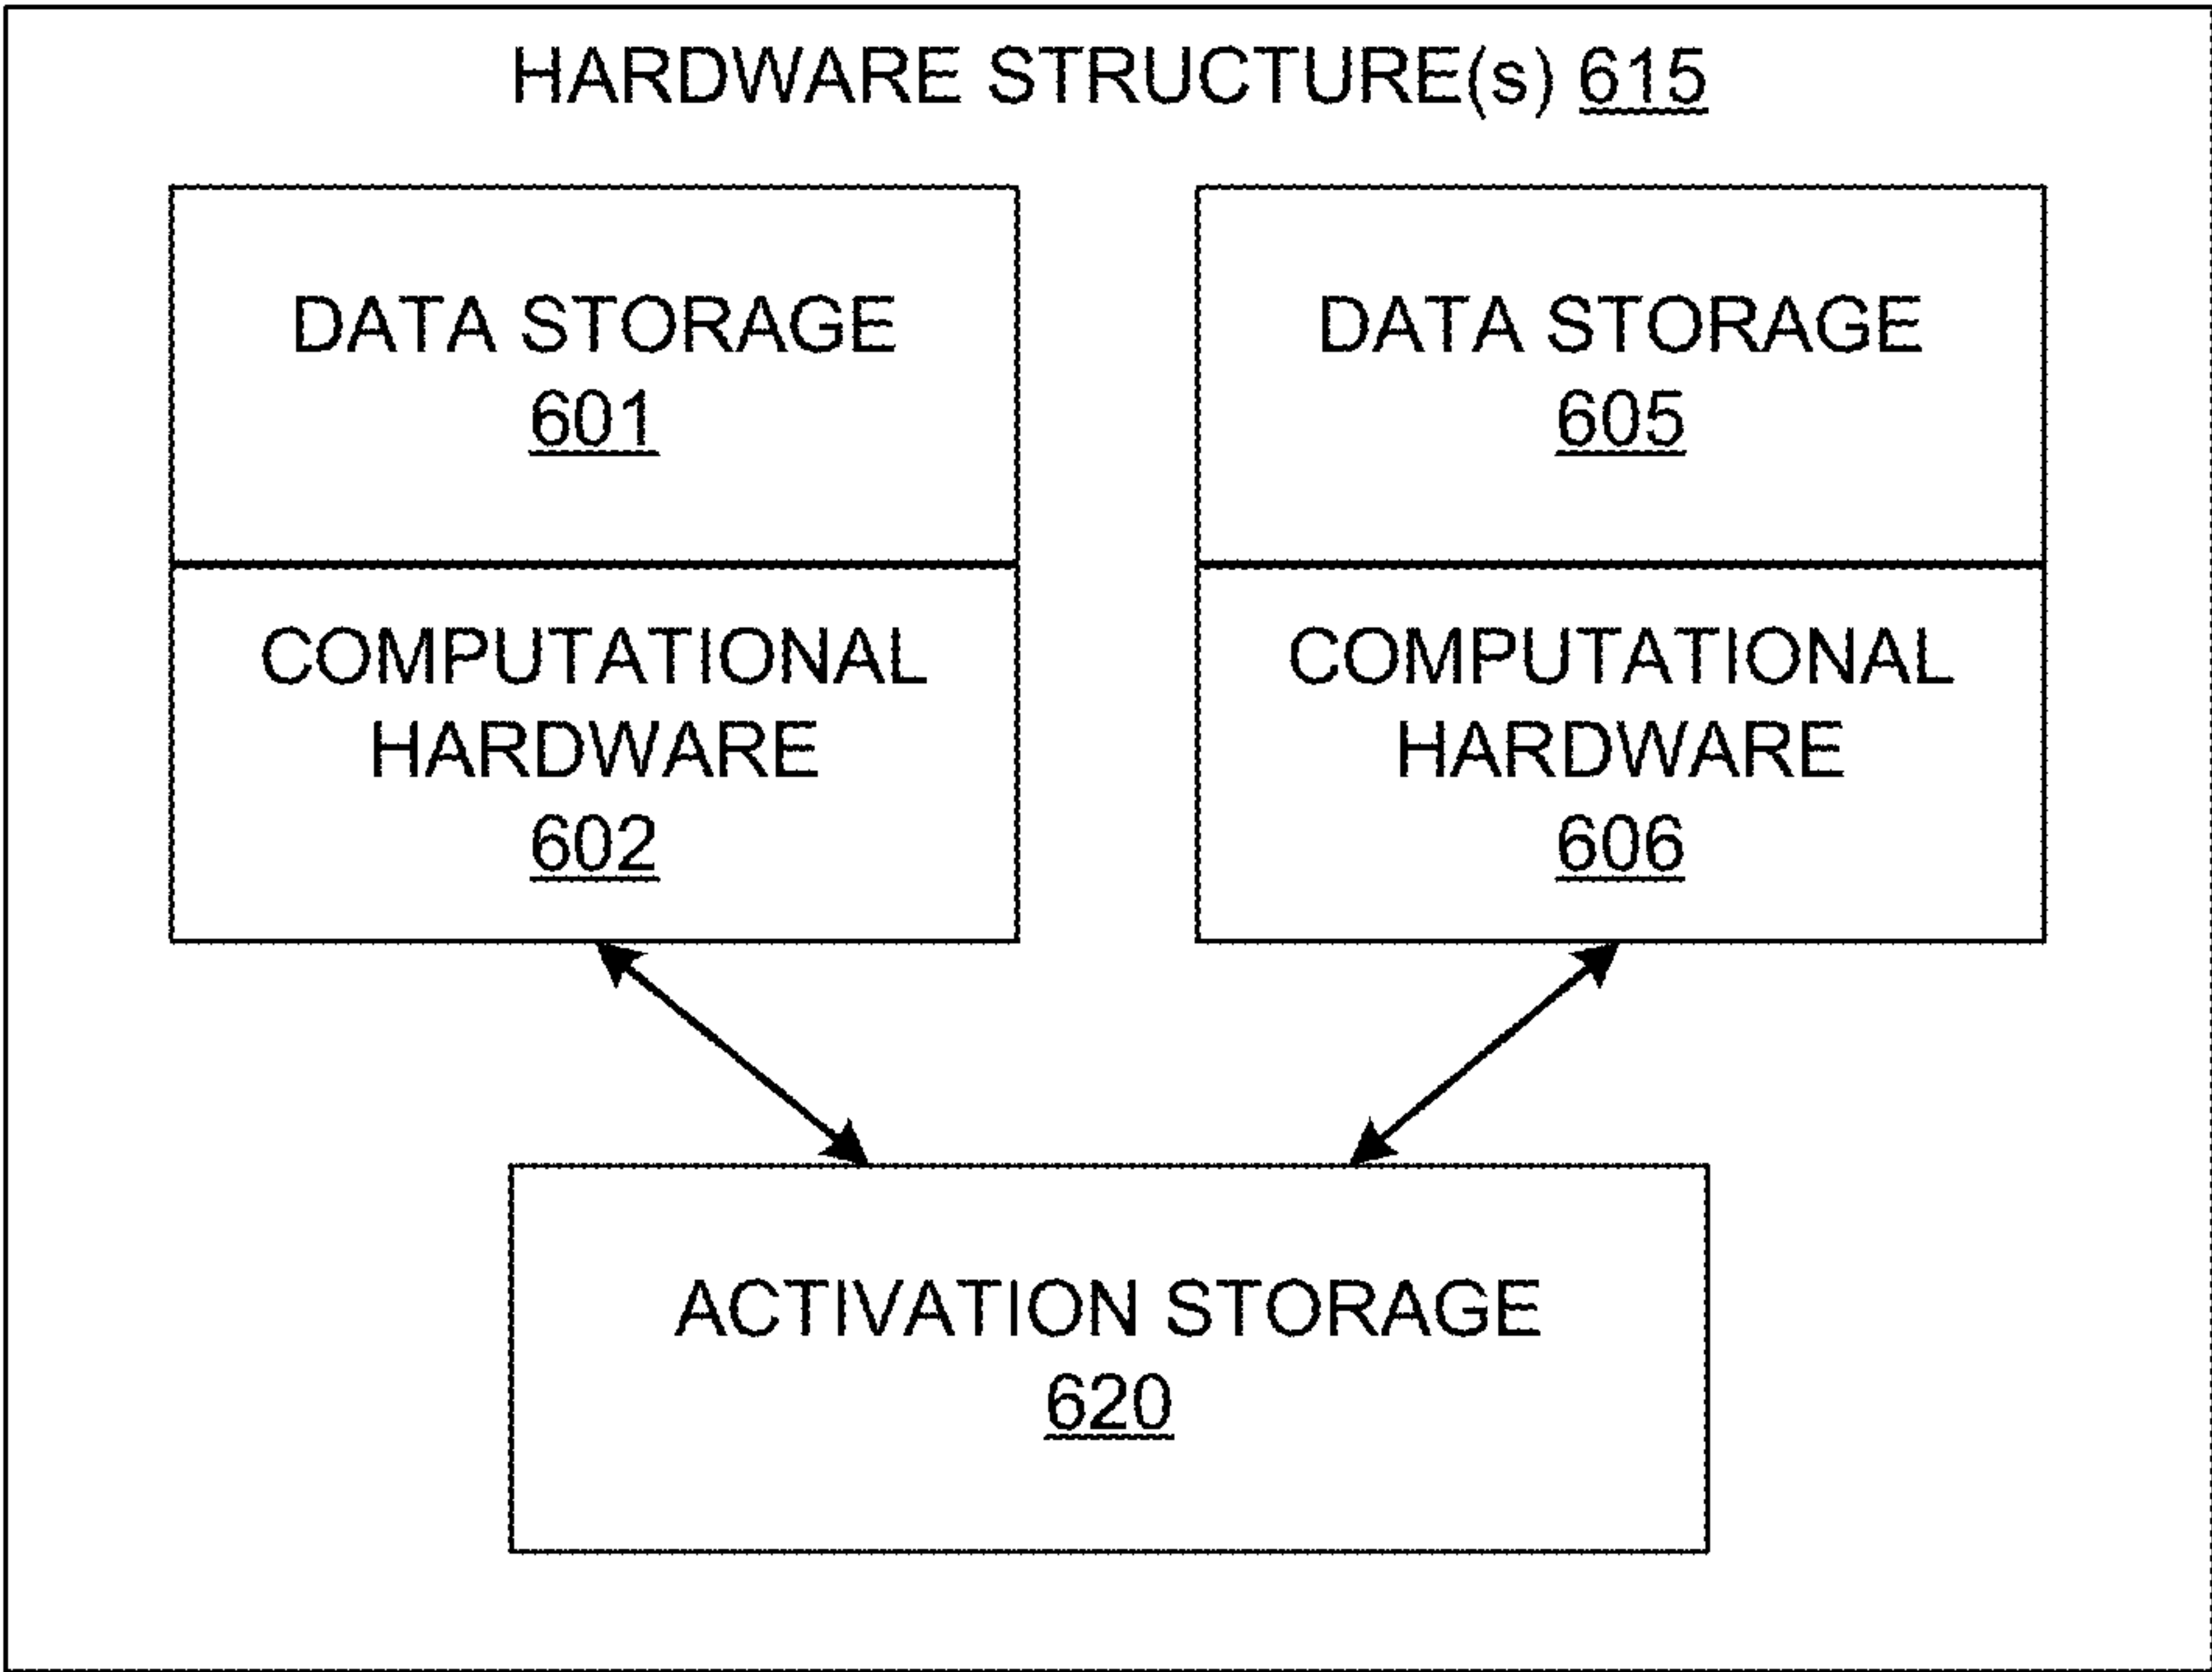 HARDWARE STRUCTURE(s) 615
DATA STORAGE
601
COMPUTATIONAL
HARDWARE
602
DATA STORAGE
605
COMPUTATIONAL
HARDWARE
606
ACTIVATION STORAGE
620